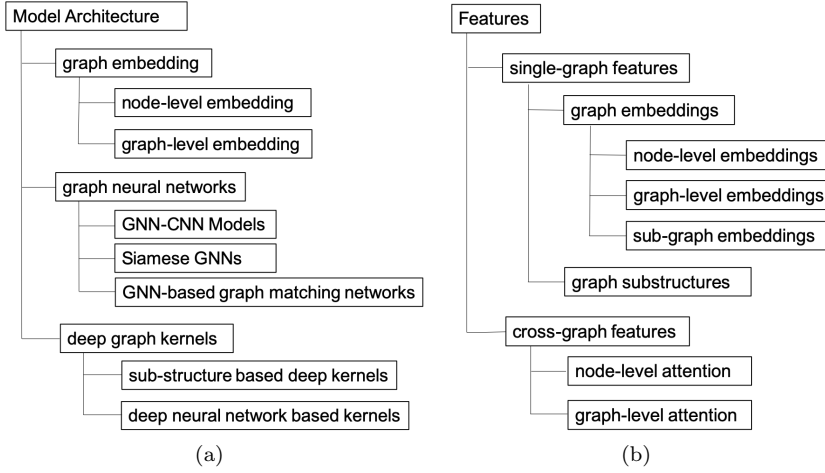 Model Architecture
graph embedding
node-level embedding
graph-level embedding
graph neural networks
GNN-CNN Models
Siamese GNNs
GNN-based graph matching networks
deep graph kernels
sub-structure based deep kernels
deep neural network based kernels
(a)
Features
single-graph features
graph embeddings
node-level embeddings
graph-level embeddings
sub-graph embeddings
graph substructures
cross-graph features
node-level attention
graph-level attention
(b)